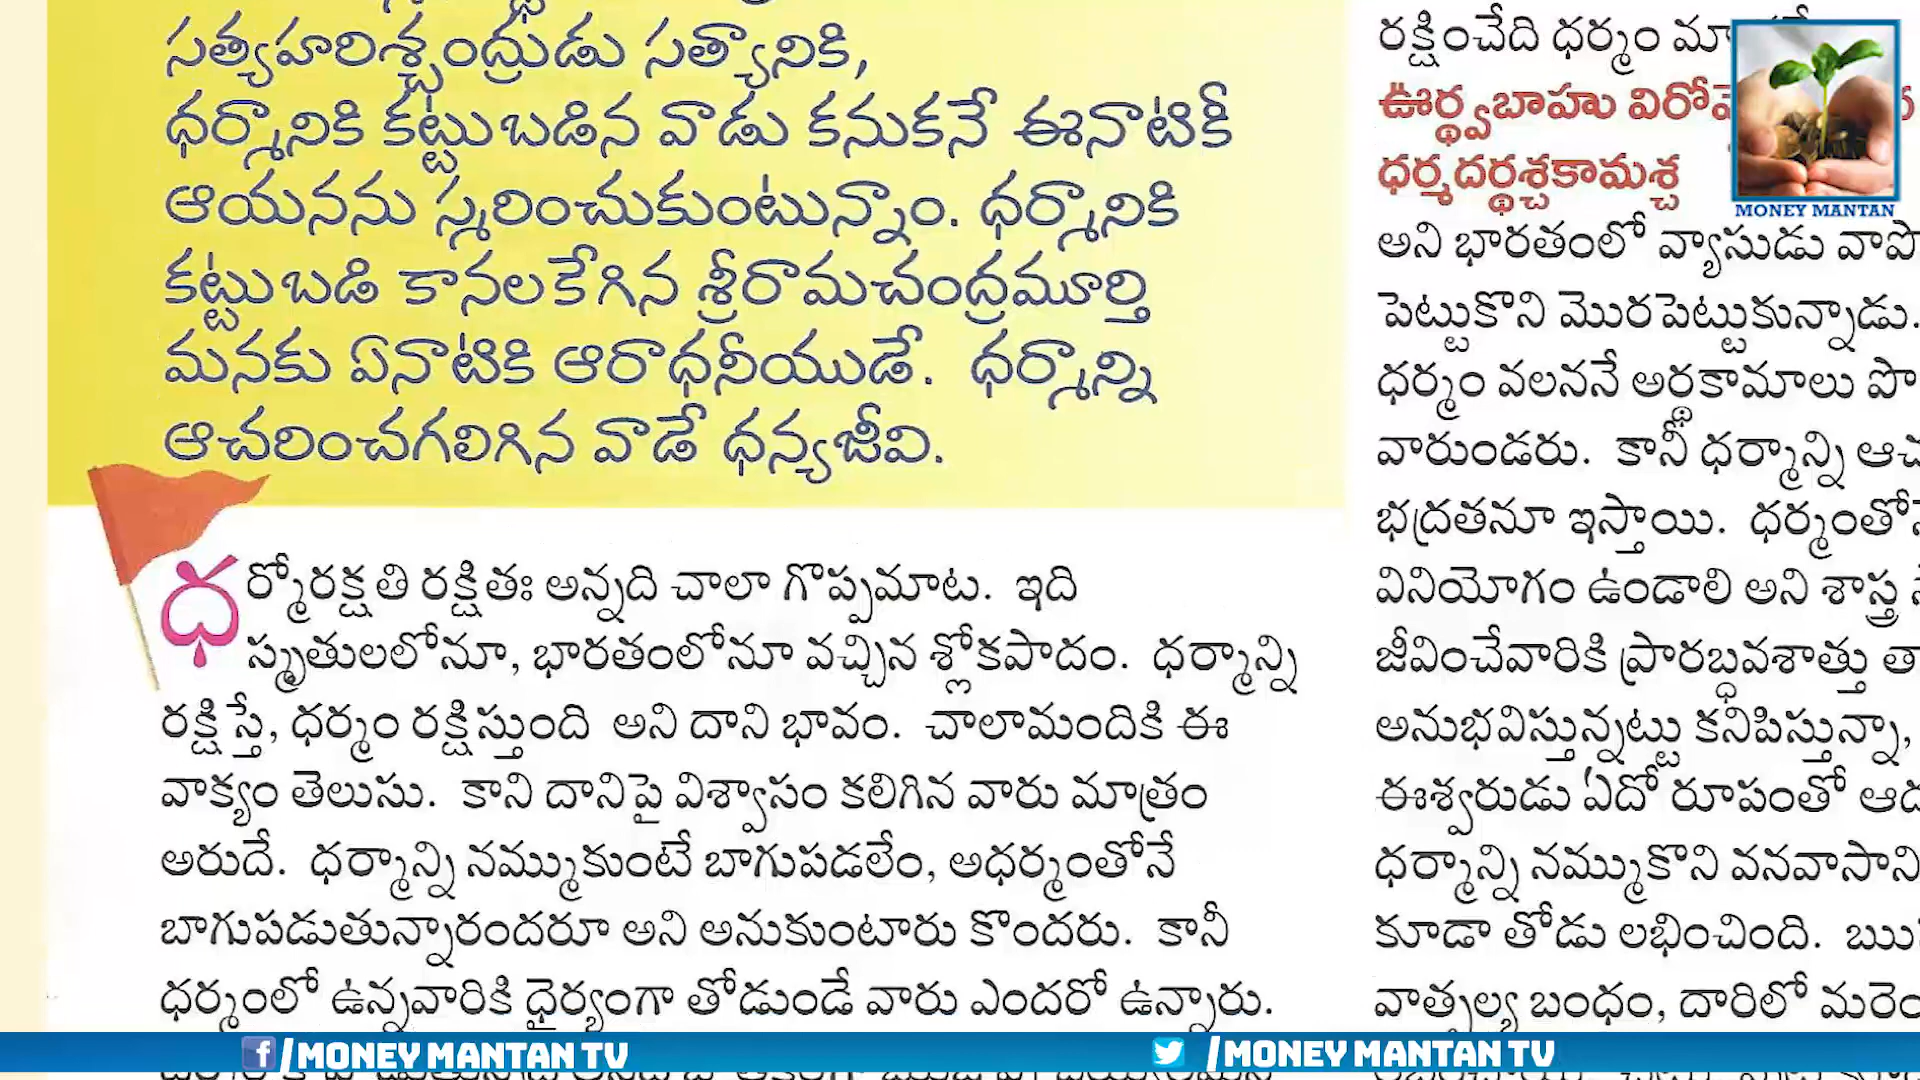 సత్యహరిశ్చంద్రుడు సత్యానికి,
ధర్మానికి కట్టుబడిన వాడు కనుకనే ఈనాటికీ
ఆయనను స్మరించుకుంటున్నాం. ధర్మానికి
కట్టుబడి కానలకేగిన శ్రీరామచంద్రమూర్తి
మనకు ఏనాటికి ఆరాధనీయుడే. ధర్మాన్ని
ఆచరించగలిగిన వాడే ధన్యజీవి.
ధర్మోరక్షతి రక్షితః అన్నది చాలా గొప్పమాట. ఇది
స్మృతులలోనూ, భారతంలోనూ వచ్చిన శ్లోకపాదం. ధర్మాన్ని
రక్షిస్తే, ధర్మం రక్షిస్తుంది అని దాని భావం. చాలామందికి ఈ
వాక్యం తెలుసు. కాని దానిపై విశ్వాసం కలిగిన వారు మాత్రం
అరుదే. ధర్మాన్ని నమ్ముకుంటే బాగుపడలేం, అధర్మంతోనే
బాగుపడుతున్నారందరూ అని అనుకుంటారు కొందరు. కానీ
ధర్మంలో ఉన్నవారికి ధైర్యంగా తోడుండే వారు ఎందరో ఉన్నారు.
రక్షించేది ధర్మం
ఊర్ధ్వబాహు
ధర్మదర్థశ్చకామశ్చ
అని భారతంలో వ్యాసుడు
పెట్టుకొని మొరపెట్టుకున్నాడు.
ధర్మం వలననే అర్థకామాలు
వారుండరు. కానీ ధర్మాన్ని
భద్రతనూ ఇస్తాయి.
వినియోగం ఉండాలి అని శాస్త్ర
జీవించేవారికి ప్రారబ్ధవశాత్తు
అనుభవిస్తున్నట్టు కనిపిస్తున్నా,
ఈశ్వరుడు ఏదో రూపంతో
ధర్మాన్ని నమ్ముకొని
కూడా తోడు లభించింది.
వాత్సల్య బంధం, దారిలో
MONEY MANTAN
f /MONEY MANTAN TV
/MONEY MANTAN TV